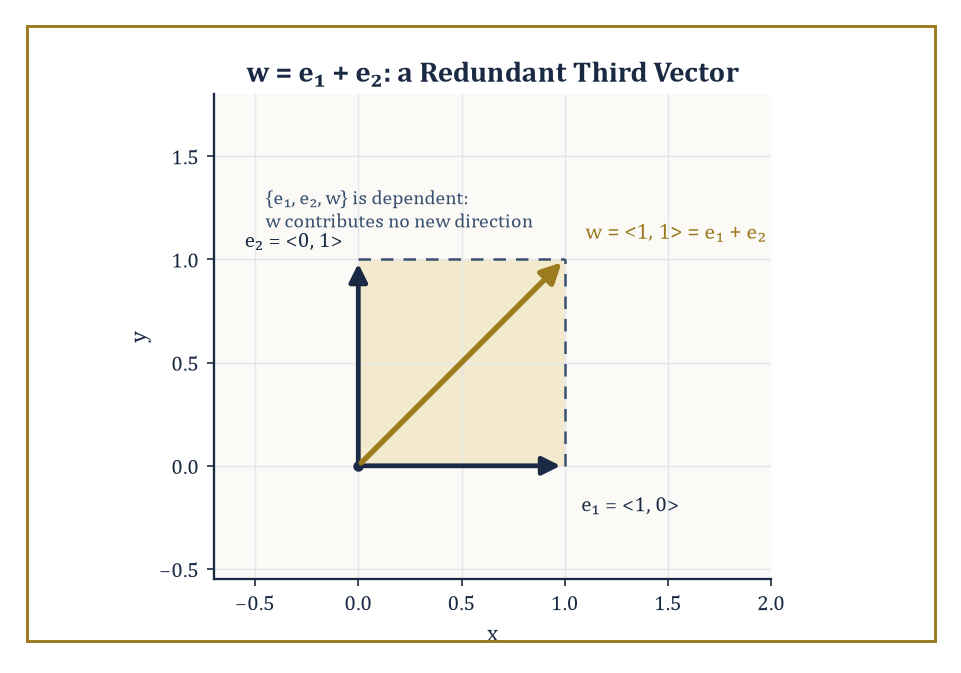 w = e₁ + e₂: a Redundant Third Vector
1.5
{e₁, e₂, w} is dependent:
w contributes no new direction
w = <1, 1> = e₁ + e₂
e₂ = <0, 1>
1.0
y
0.5
0.0
e₁ = <1, 0>
−0.5
−0.5 0.0 0.5 1.0 1.5 2.0
x